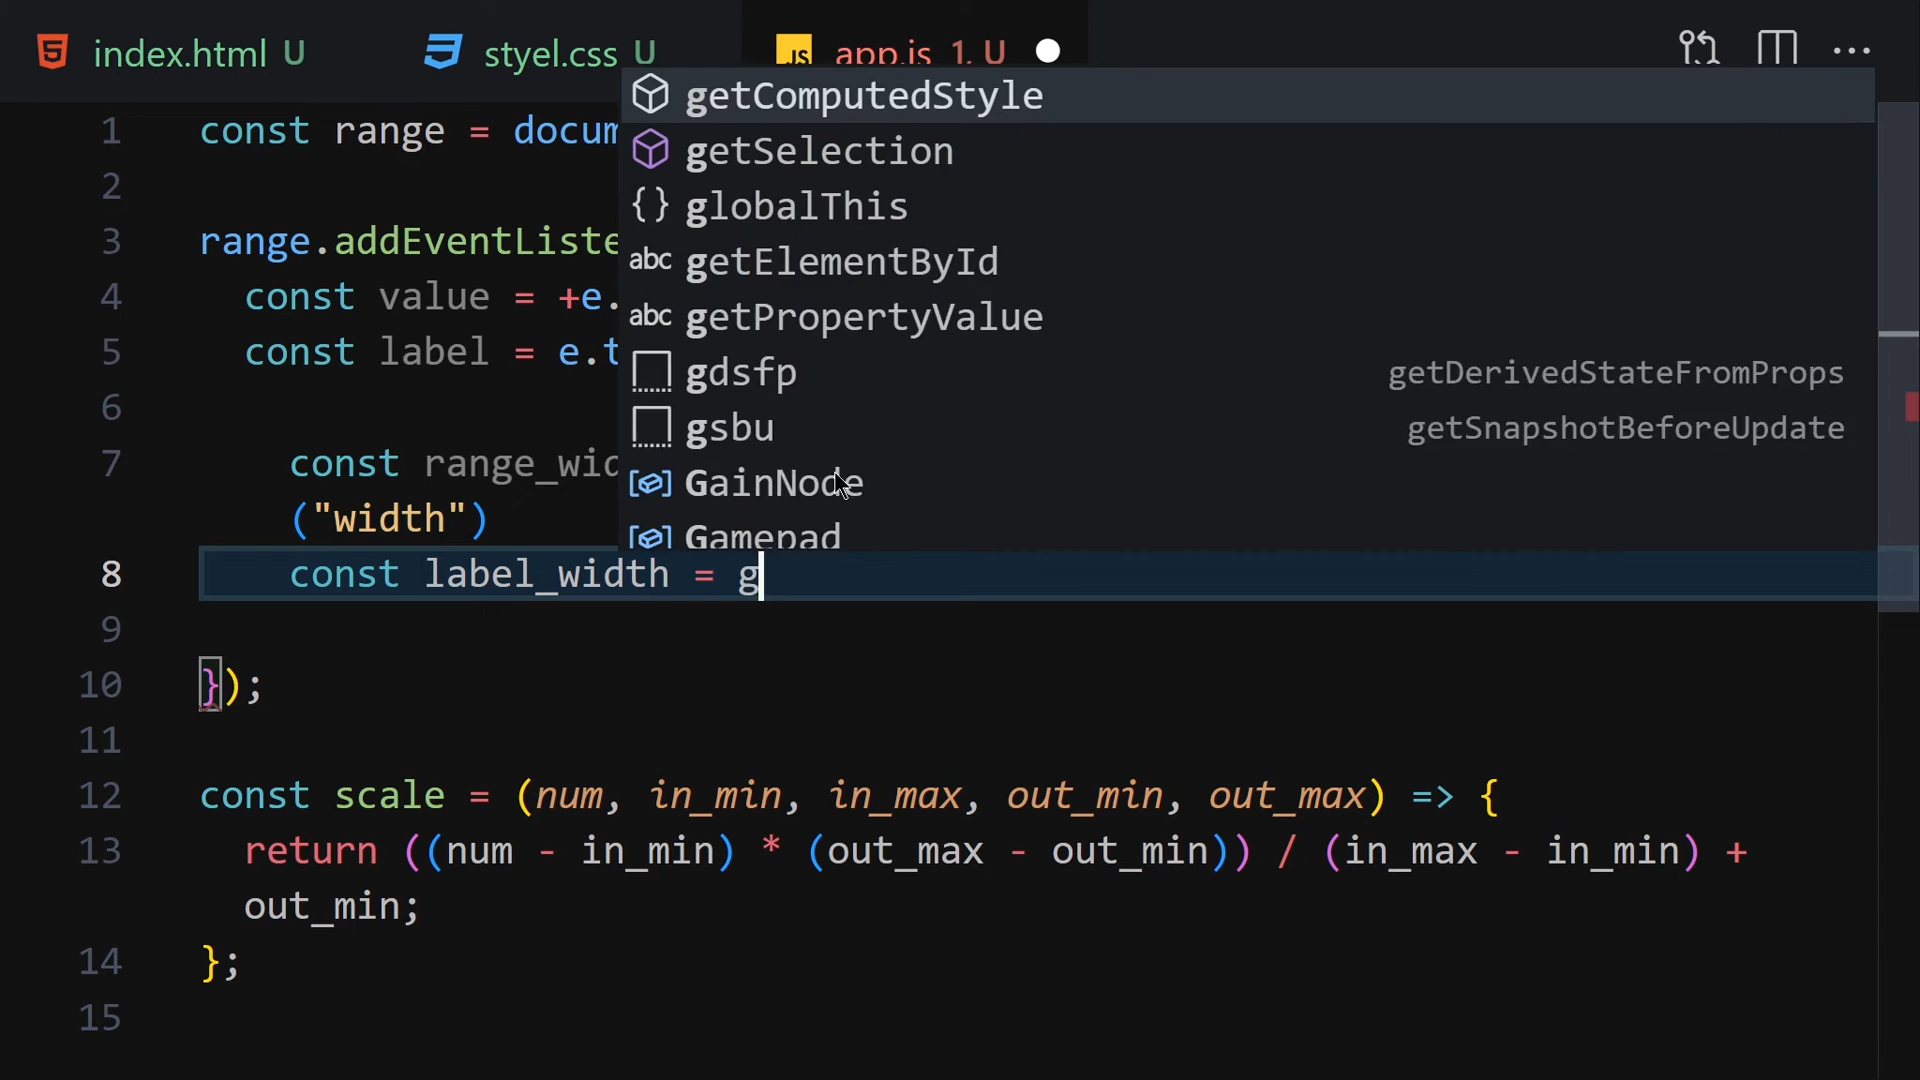 index.html U
styel.css U
JS app.js 1, U
getComputedStyle
getSelection
globalThis
abc getElementById
abc getPropertyValue
gdsfp getDerivedStateFromProps
gsbu getSnapshotBeforeUpdate
GainNode
Gamepad
1 const range = docum
2
3 range.addEventListe
4 const value = +e.
5 const label = e.t
6
7 const range_wid
("width")
8 const label_width = g
9
10 });
11
12 const scale = (num, in_min, in_max, out_min, out_max) => {
13 return ((num - in_min) * (out_max - out_min)) / (in_max - in_min) +
out_min;
14 };
15